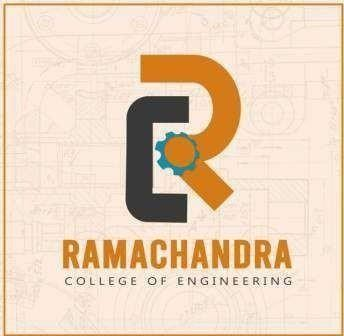 RAMACHANDRA
COLLEGE OF ENGINEERING